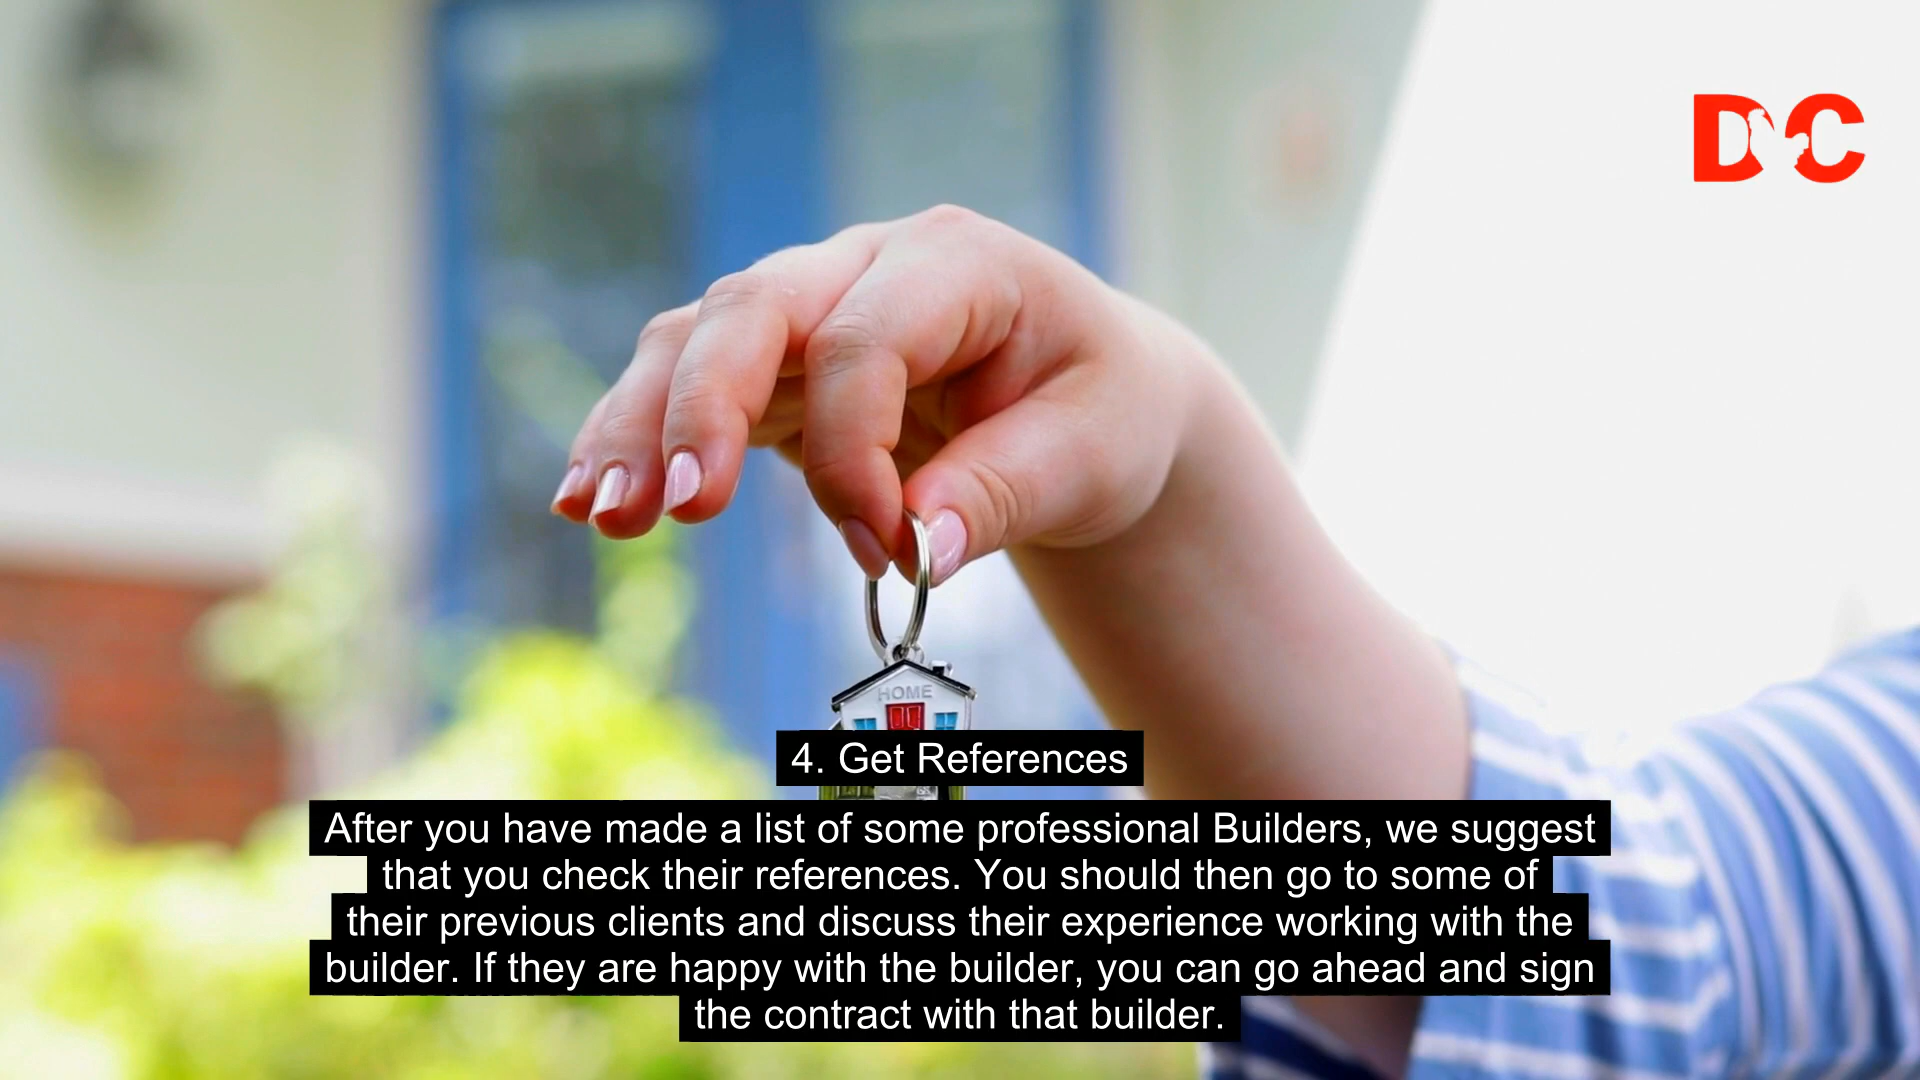 DC
HOME
4. Get References
After you have made a list of some professional Builders, we suggest
that you check their references. You should then go to some of
their previous clients and discuss their experience working with the
builder. If they are happy with the builder, you can go ahead and sign
the contract with that builder.